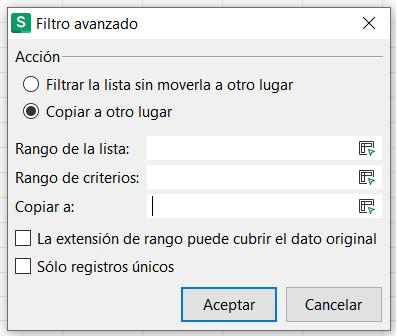 S Filtro avanzado
Acción
Filtrar la lista sin moverla a otro lugar
Copiar a otro lugar
Rango de la lista:
Rango de criterios:
Copiar a:
La extensión de rango puede cubrir el dato original
Sólo registros únicos
Aceptar Cancelar